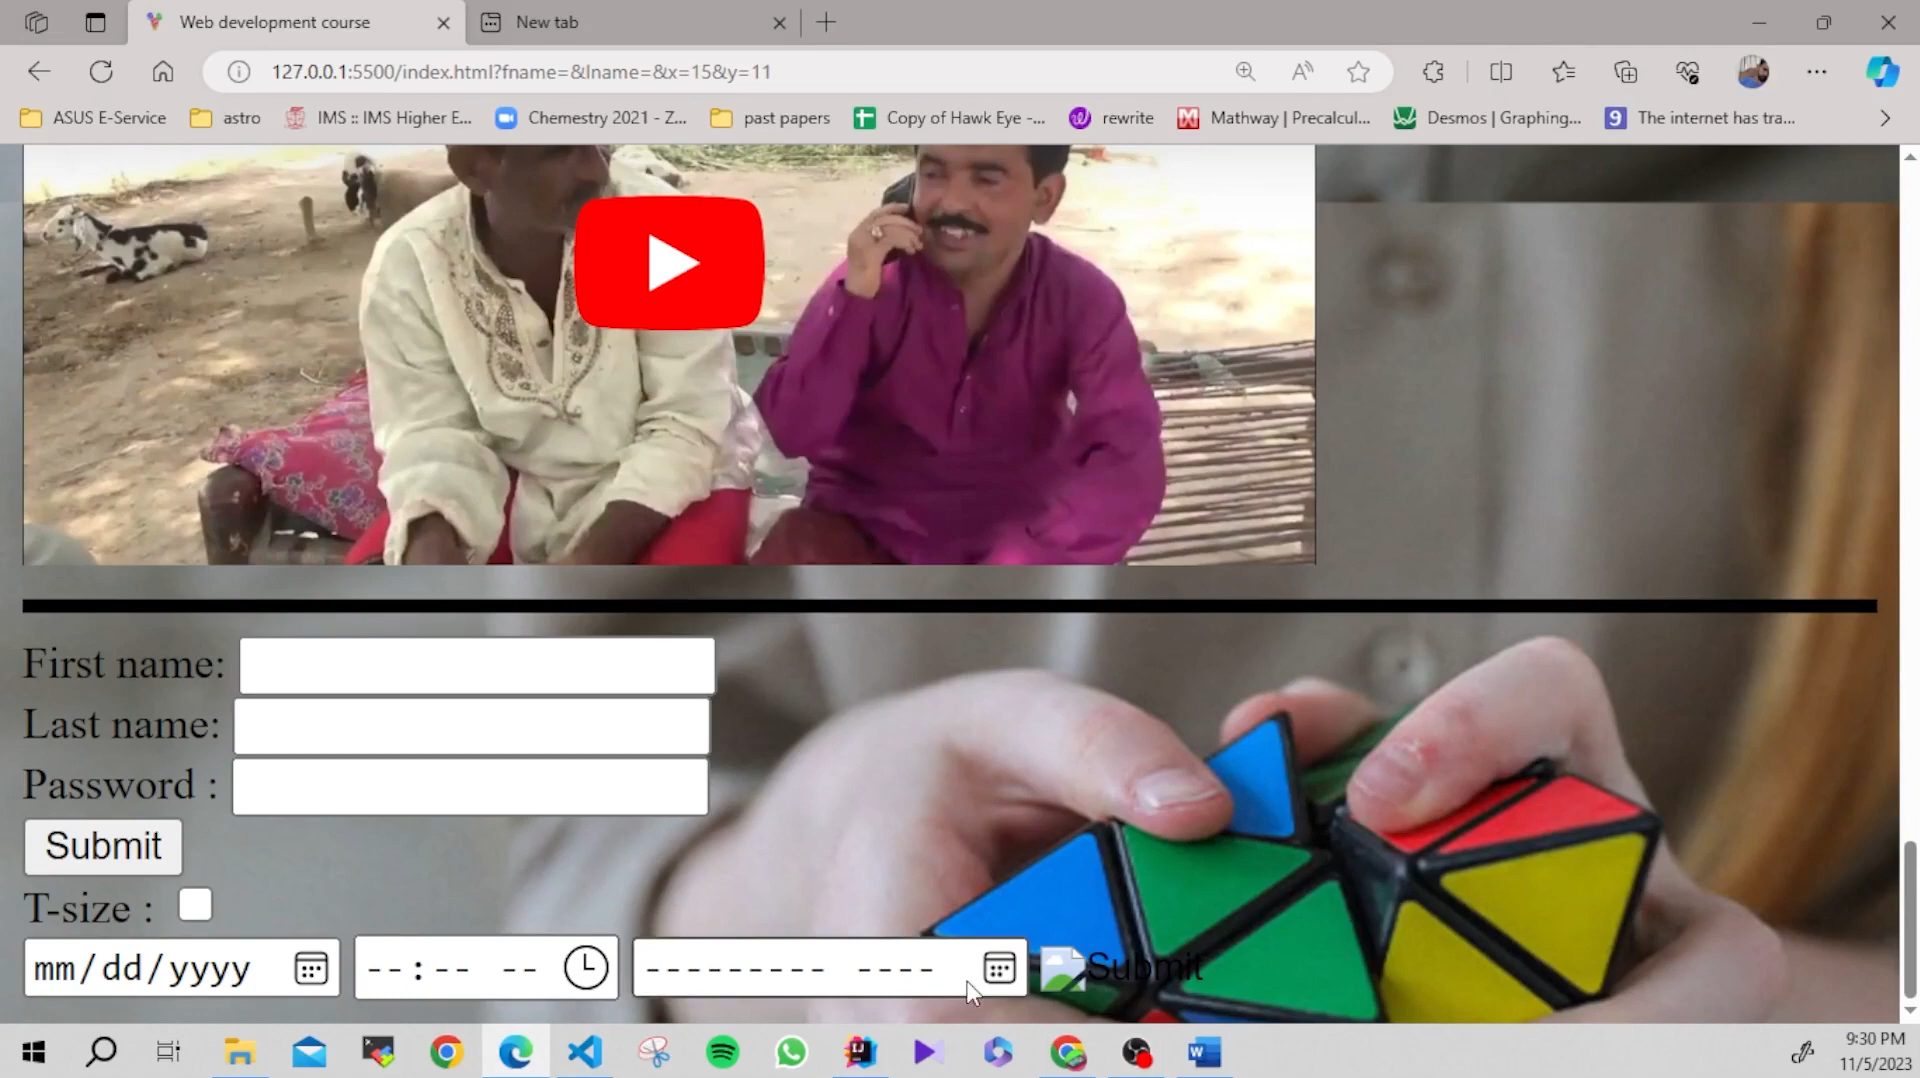 Web development course
New tab
127.0.0.1:5500/index.html?fname=&lname=&x=15&y=11
ASUS E-Service
astro
IMS :: IMS Higher E...
Chemestry 2021 - Z...
past papers
Copy of Hawk Eye -...
rewrite
Mathway | Precalcul...
Desmos | Graphing...
9
The internet has tra...
First name:
Last name:
Password :
Submit
T-size :
mm/dd/yyyy
--:-- --
--------- ----
Submit
9:30 PM
11/5/2023